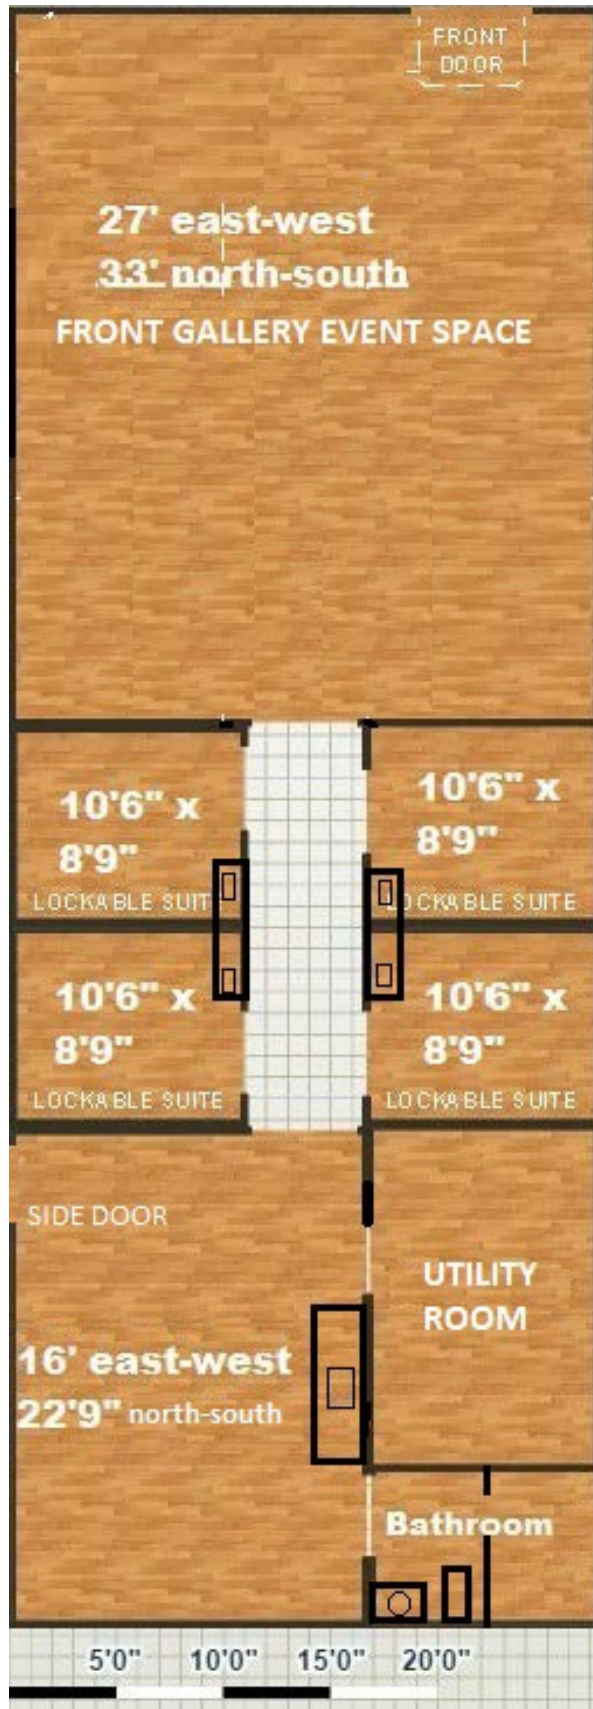 FRONT
DOOR
27' east-west
33' north-south
FRONT GALLERY EVENT SPACE
10'6" x
8'9"
LOCKABLE SUIT
10'6" x
8'9"
OCKABLE SUITE
10'6" x
8'9"
LOCKABLE SUITE
10'6" x
8'9"
LOCKABLE SUITE
SIDE DOOR
UTILITY
ROOM
16' east-west
22'9" north-south
Bathroom
5'0" 10'0" 15'0" 20'0"